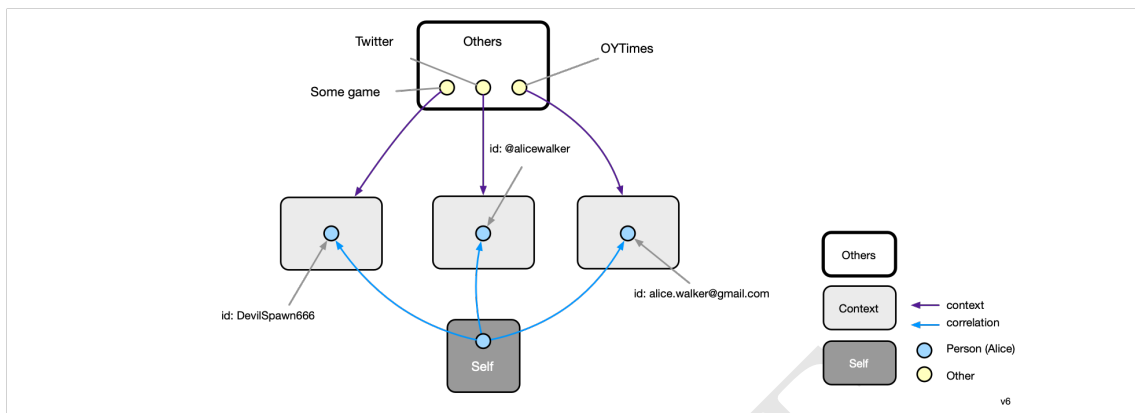 Twitter
Others
OYTimes
Some game
id: @alicewalker
id: DevilSpawn666
id: alice.walker@gmail.com
Self
Others
Context
context
correlation
Self
Person (Alice)
Other
v6